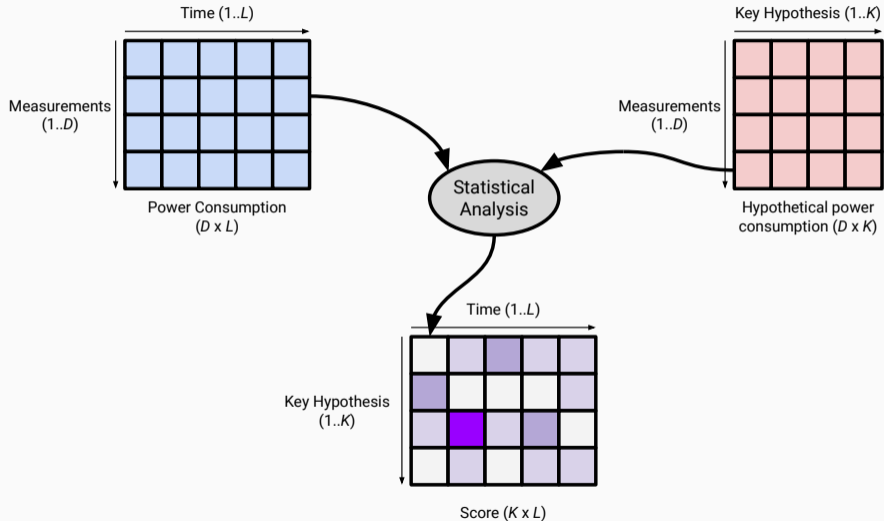 Time (1..L)
Key Hypothesis (1..K)
Measurements
(1..D)
Measurements
(1..D)
Statistical
Analysis
Power Consumption
(D x L)
Hypothetical power
consumption (D x K)
Time (1..L)
Key Hypothesis
(1..K)
Score (K x L)